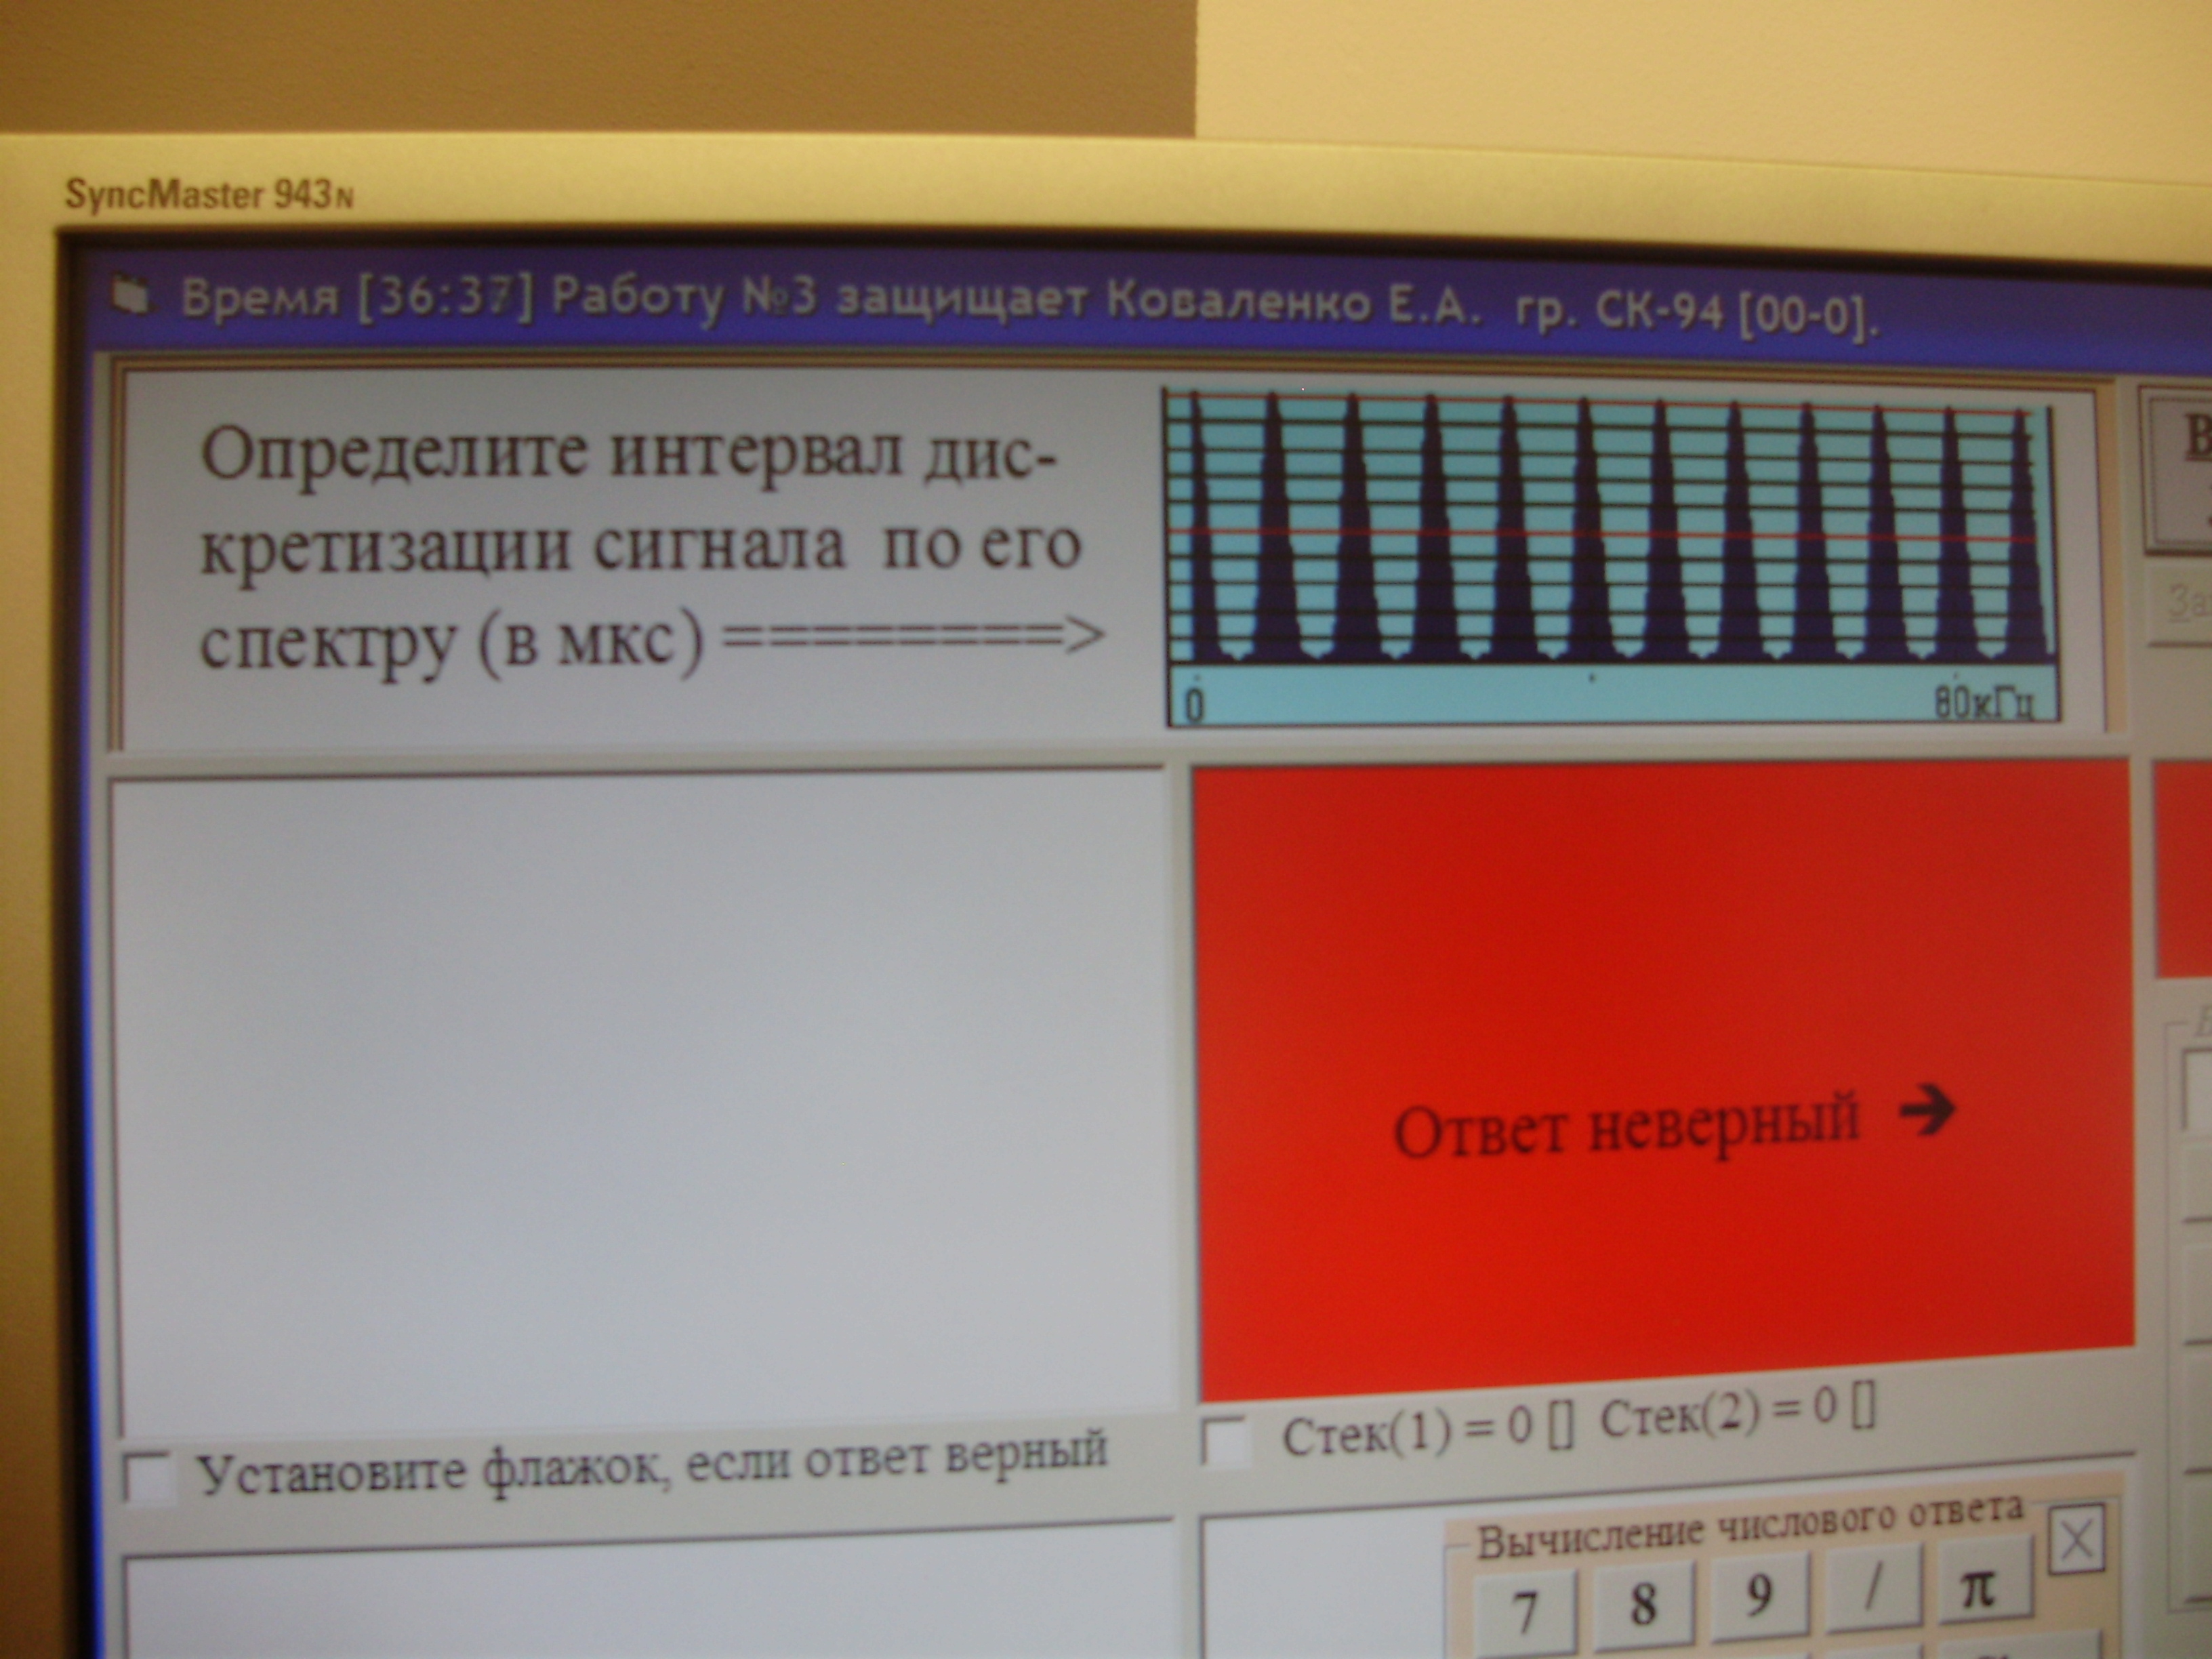 SyncMaster 943N
Время [36:37] Работу №3 защищает Коваленко Е.А. гр. СК-94 [00-0].
Определите интервал дис-
кретизации сигнала по его
спектру (в мкс) =========>
0
80кГц
Ответ неверный ➔
Установите флажок, если ответ верный
Стек(1) = 0 [] Стек(2) = 0 []
Вычисление числового ответа
X
7 8 9 / π